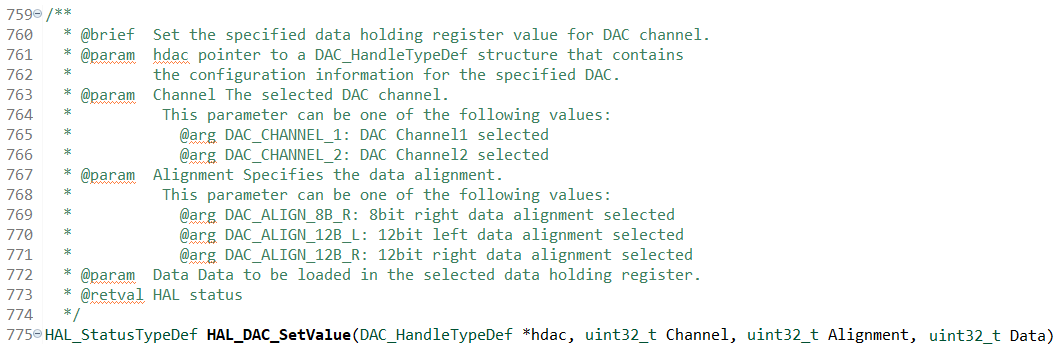 759 /**
760 * @brief Set the specified data holding register value for DAC channel.
761 * @param hdac pointer to a DAC_HandleTypeDef structure that contains
762 * the configuration information for the specified DAC.
763 * @param Channel The selected DAC channel.
764 * This parameter can be one of the following values:
765 * @arg DAC_CHANNEL_1: DAC Channel1 selected
766 * @arg DAC_CHANNEL_2: DAC Channel2 selected
767 * @param Alignment Specifies the data alignment.
768 * This parameter can be one of the following values:
769 * @arg DAC_ALIGN_8B_R: 8bit right data alignment selected
770 * @arg DAC_ALIGN_12B_L: 12bit left data alignment selected
771 * @arg DAC_ALIGN_12B_R: 12bit right data alignment selected
772 * @param Data Data to be loaded in the selected data holding register.
773 * @retval HAL status
774 */
775 HAL_StatusTypeDef HAL_DAC_SetValue(DAC_HandleTypeDef *hdac, uint32_t Channel, uint32_t Alignment, uint32_t Data)